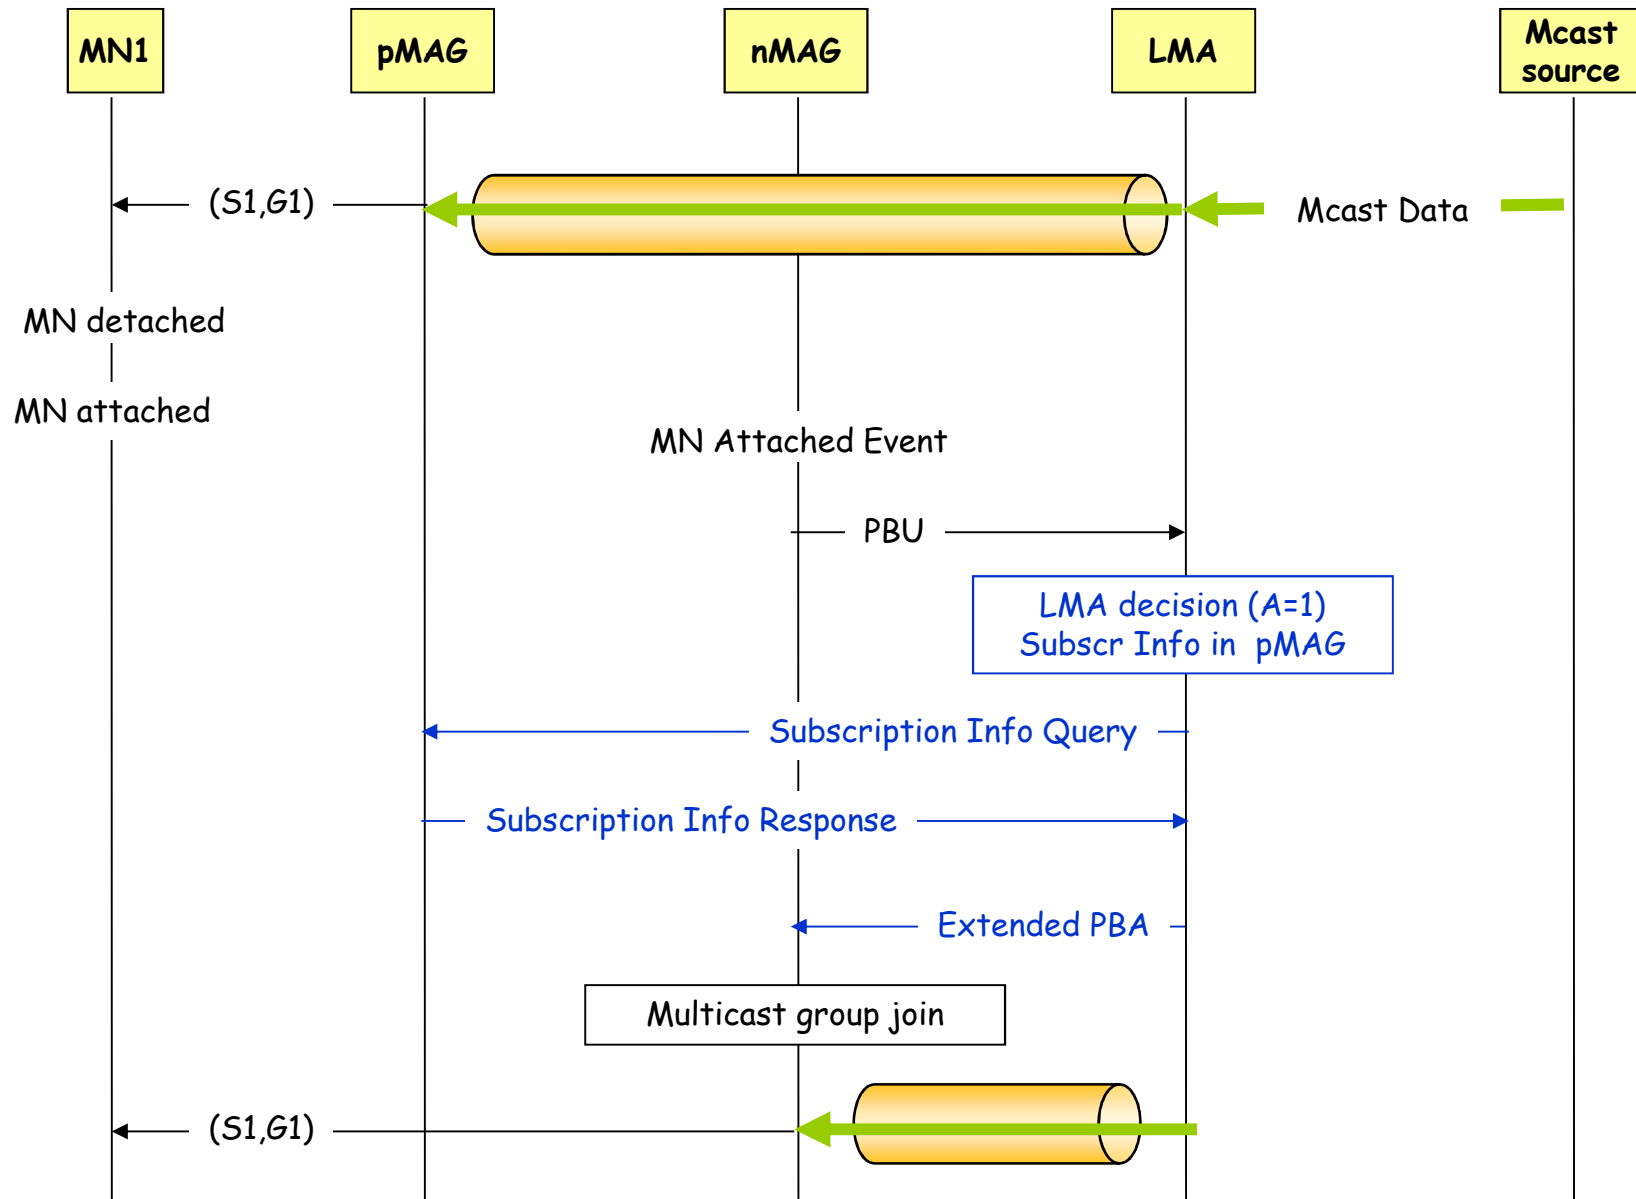 MN1
pMAG
nMAG
LMA
Mcast
source
(S1,G1)
Mcast Data
MN detached
MN attached
MN Attached Event
PBU
LMA decision (A=1)
Subscr Info in pMAG
Subscription Info Query
Subscription Info Response
Extended PBA
Multicast group join
(S1,G1)